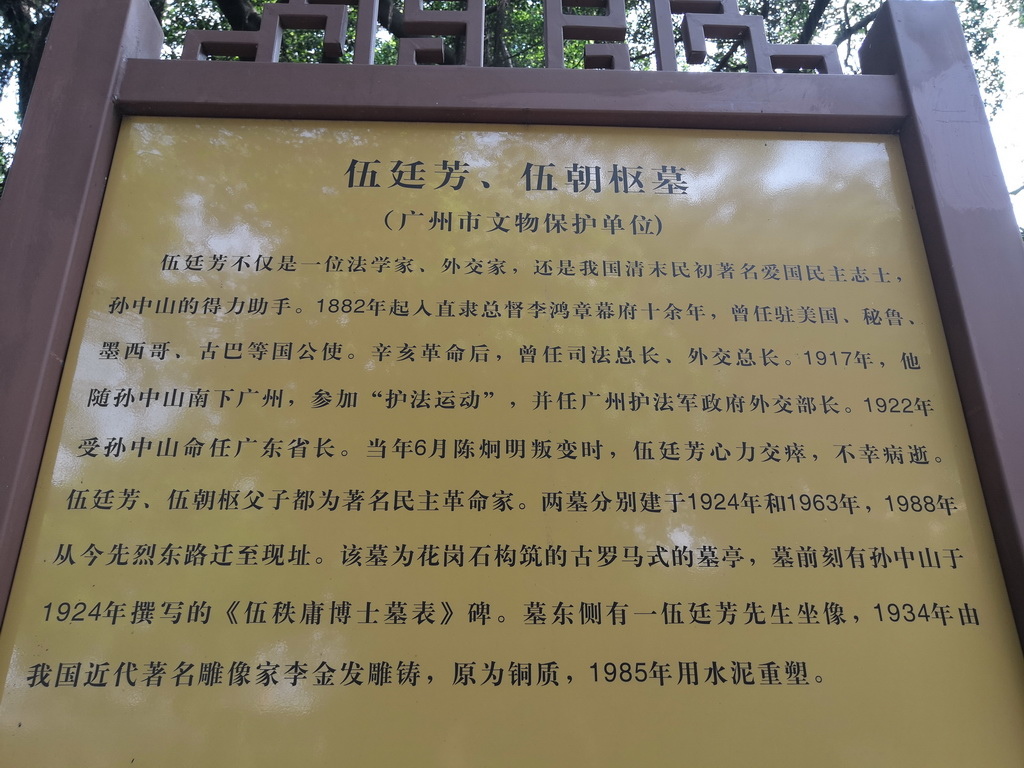 伍廷芳、伍朝枢墓
（广州市文物保护单位）
伍廷芳不仅是一位法学家、外交家，还是我国清末民初著名爱国民主志士，
孙中山的得力助手。1882年起入直隶总督李鸿章幕府十余年，曾任驻美国、秘鲁、
墨西哥、古巴等国公使。辛亥革命后，曾任司法总长、外交总长。1917年，他
随孙中山南下广州，参加“护法运动”，并任广州护法军政府外交部长。1922年
受孙中山命任广东省长。当年6月陈炯明叛变时，伍廷芳心力交瘁，不幸病逝。
伍廷芳、伍朝枢父子都为著名民主革命家。两墓分别建于1924年和1963年，1988年
从今先烈东路迁至现址。该墓为花岗石构筑的古罗马式的墓亭，墓前刻有孙中山于
1924年撰写的《伍秩庸博士墓表》碑。墓东侧有一伍廷芳先生坐像，1934年由
我国近代著名雕像家李金发雕铸，原为铜质，1985年用水泥重塑。